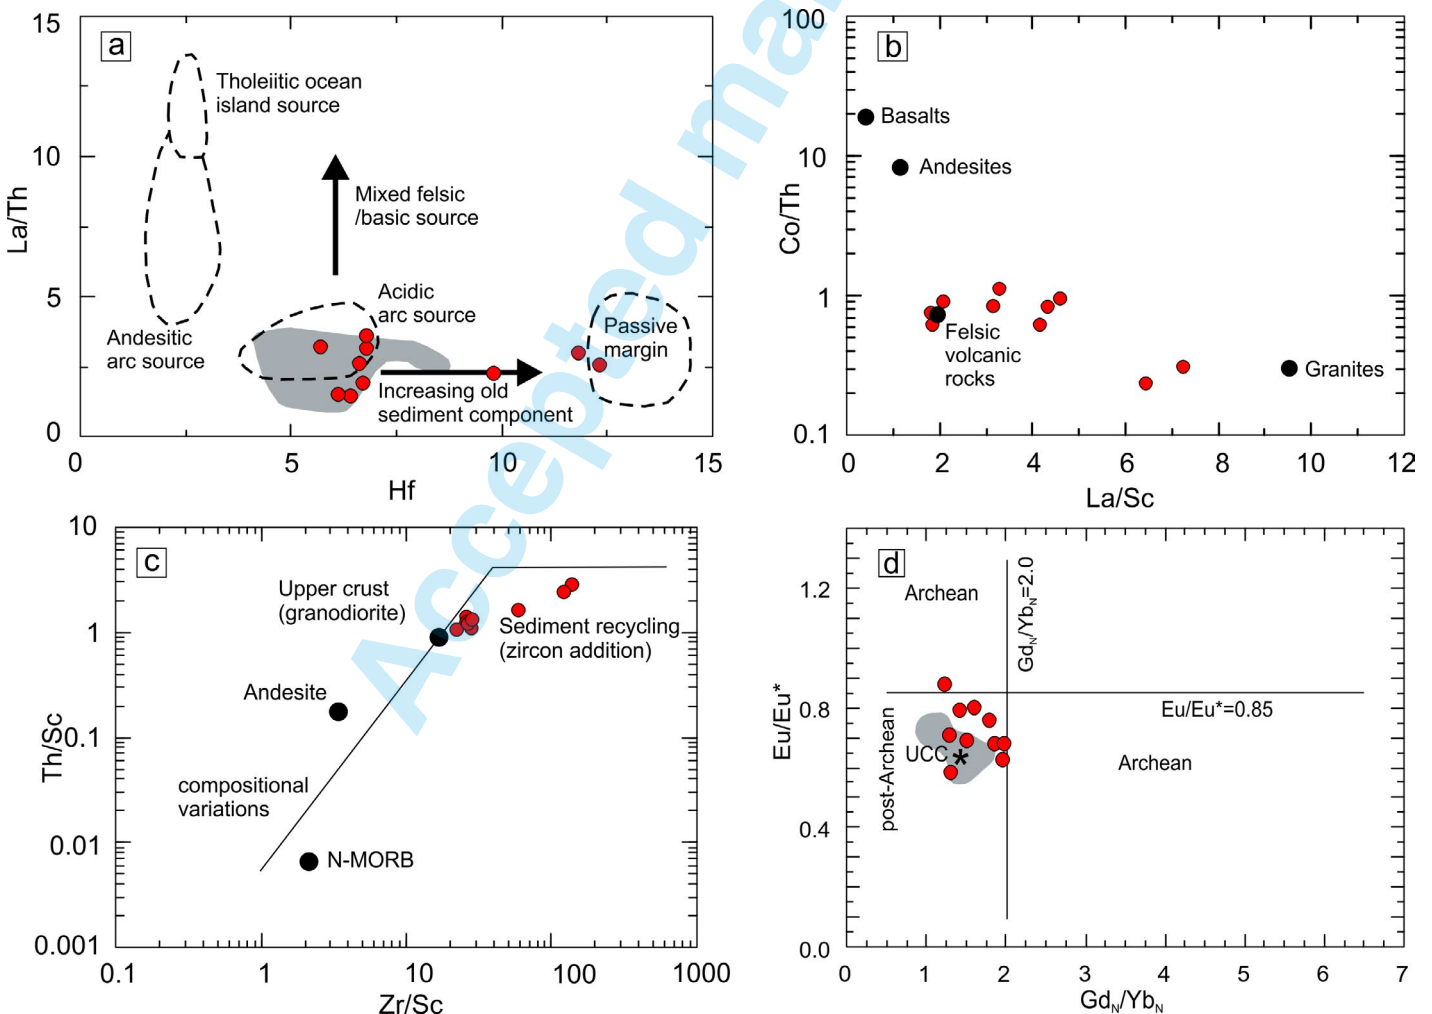 a
15
10
5
0
La/Th
Tholeiitic ocean
island source
Mixed felsic
/basic source
Andesitic
arc source
Acidic
arc source
Passive
margin
Increasing old
sediment component
0
5
10
15
Hf
b
100
10
1
0.1
Co/Th
Basalts
Andesites
Felsic
volcanic
rocks
Granites
0
2
4
6
8
10
12
La/Sc
c
10
1
0.1
0.01
0.001
Th/Sc
Upper crust
(granodiorite)
Sediment recycling
(zircon addition)
Andesite
compositional
variations
N-MORB
0.1
1
10
100
1000
Zr/Sc
d
1.2
0.8
0.4
0.0
Eu/Eu*
Archean
Gd_N/Yb_N=2.0
Eu/Eu*=0.85
post-Archean
UCC
*
Archean
0
1
2
3
4
5
6
7
Gd_N/Yb_N
Accepted ma